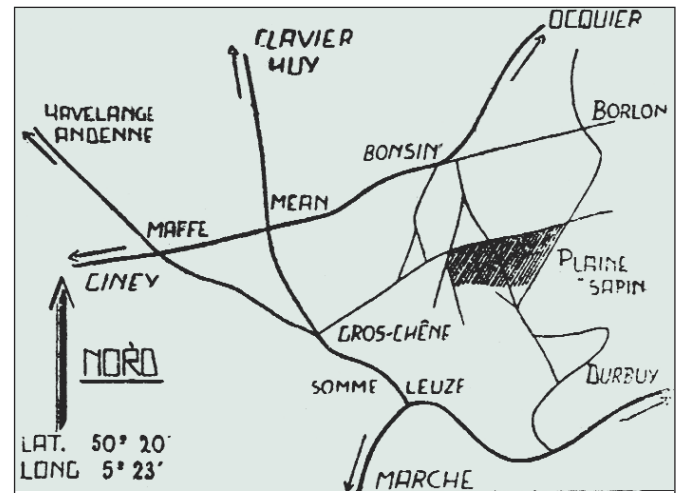 OCQUIER
CLAVIER
HUY
HAVELANGE
ANDENNE
BORLON
BONSIN
MEAN
MAFFE
CINEY
PLAINE
SAPIN
GROS-CHÊNE
NORD
DURBUY
SOMME LEUZE
LAT. 50° 20'
LONG 5° 23'
MARCHE